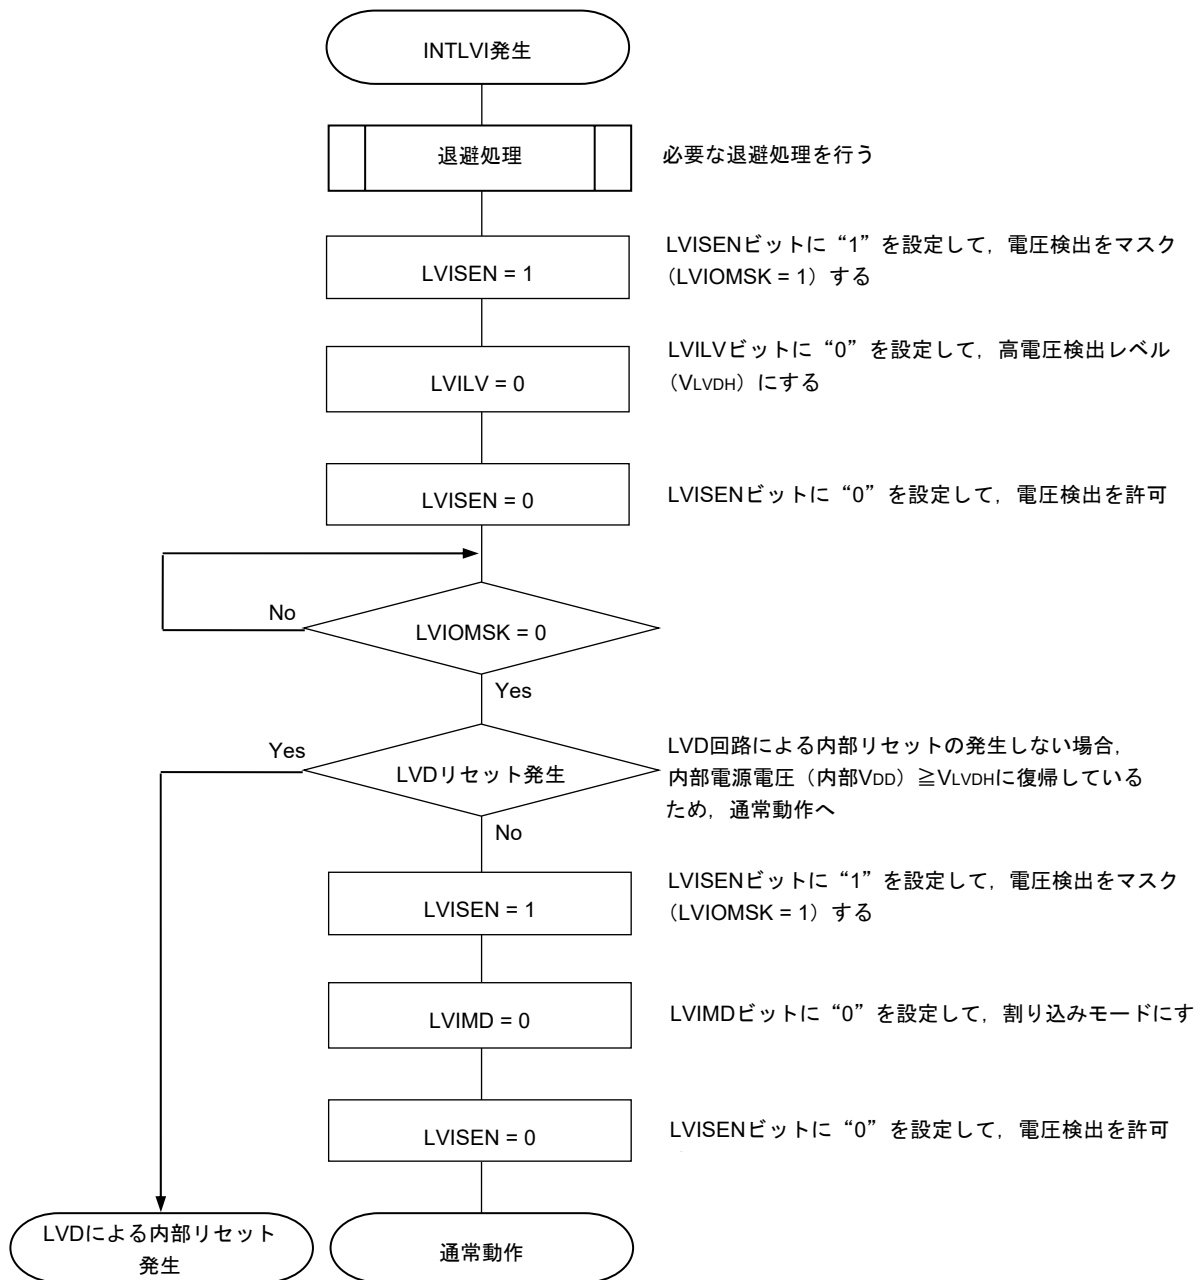 INTLVI発生
退避処理
必要な退避処理を行う
LVISEN = 1
LVISENビットに“1”を設定して，電圧検出をマスク
（LVIOMSK = 1）する
LVILV = 0
LVILVビットに“0”を設定して，高電圧検出レベル
（VLVDH）にする
LVISEN = 0
LVISENビットに“0”を設定して，電圧検出を許可
No
LVIOMSK = 0
Yes
Yes
LVDリセット発生
LVD回路による内部リセットの発生しない場合，
内部電源電圧（内部VDD）≧VLVDHに復帰している
ため，通常動作へ
No
LVISEN = 1
LVISENビットに“1”を設定して，電圧検出をマスク
（LVIOMSK = 1）する
LVIMD = 0
LVIMDビットに“0”を設定して，割り込みモードにす
LVISEN = 0
LVISENビットに“0”を設定して，電圧検出を許可
LVDによる内部リセット
発生
通常動作